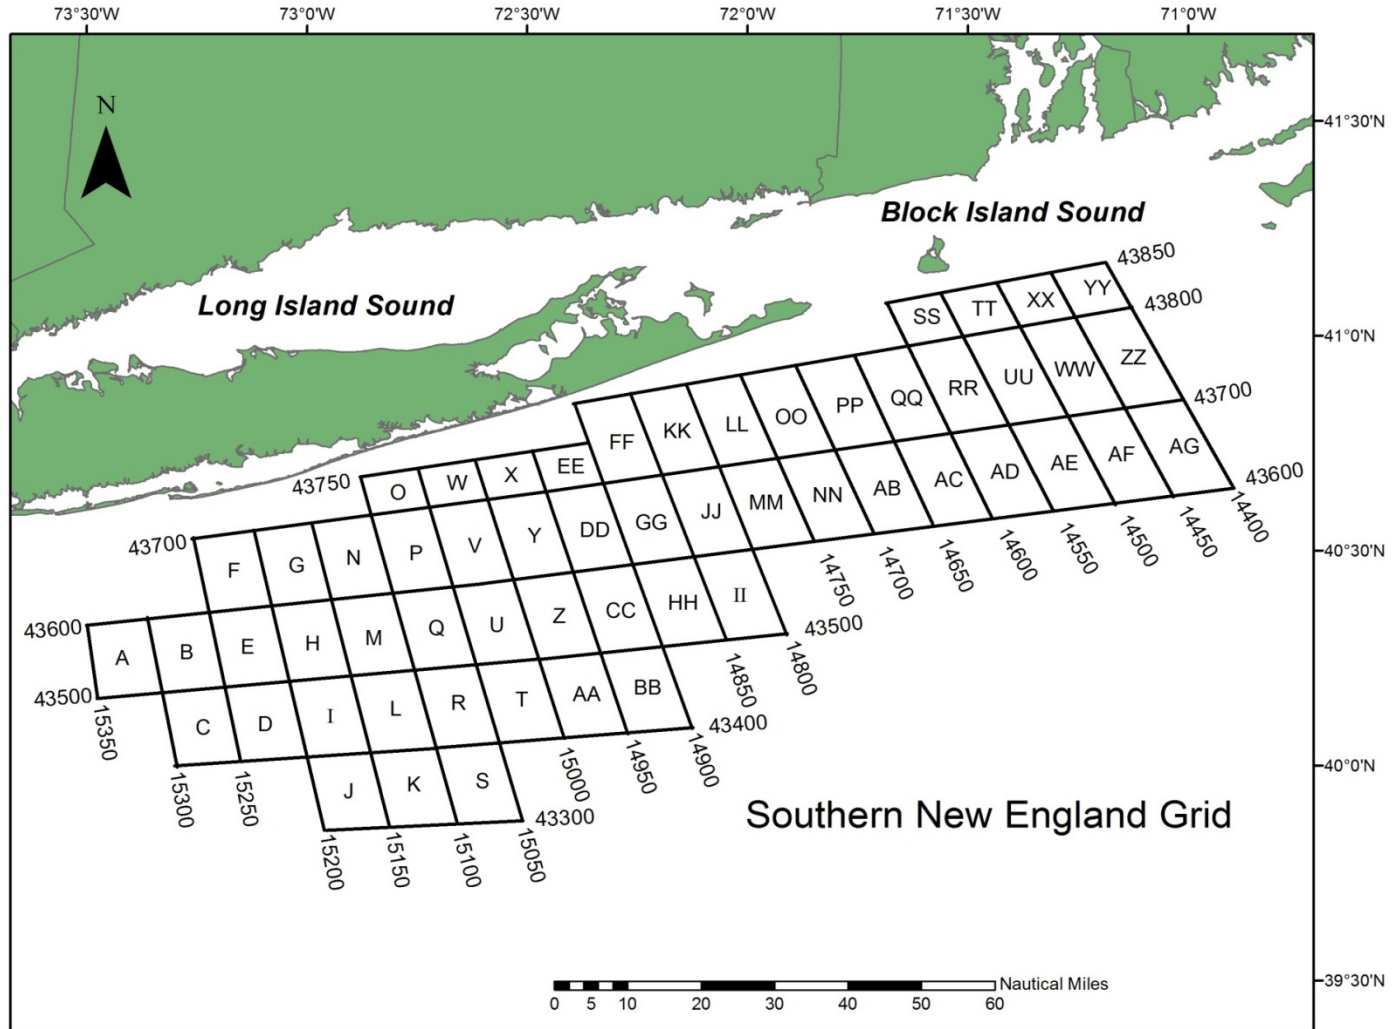 73°30'W 73°0'W 72°30'W 72°0'W 71°30'W 71°0'W
41°30'N
N
Block Island Sound
43850
Long Island Sound
SS TT XX YY 43800
41°0'N
FF KK LL OO PP QQ RR UU WW ZZ
43700
43750 O W X EE
43700
F G N P V Y DD GG JJ MM NN AB AC AD AE AF AG
43600
14750 14700 14650 14600 14550 14500 14450 14400
40°30'N
43600
A B E H M Q U Z CC HH II
43500
14850 14800
43500
15350
C D I L R T AA BB
43400
15300 15250 15000 14950 14900
40°0'N
J K S
43300
15200 15150 15100 15050
Southern New England Grid
39°30'N
Nautical Miles
0 5 10 20 30 40 50 60